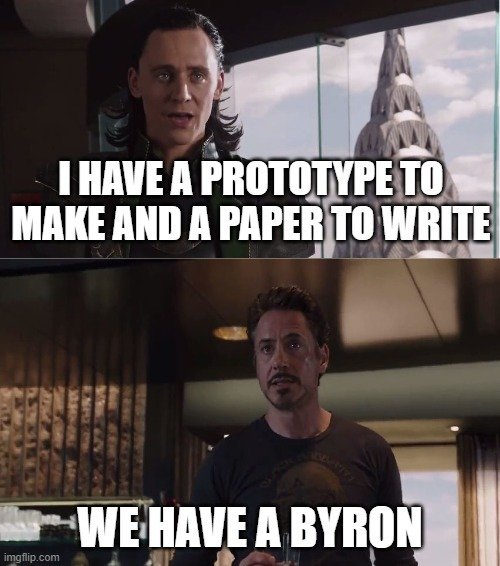 I HAVE A PROTOTYPE TO
MAKE AND A PAPER TO WRITE
WE HAVE A BYRON
imgflip.com